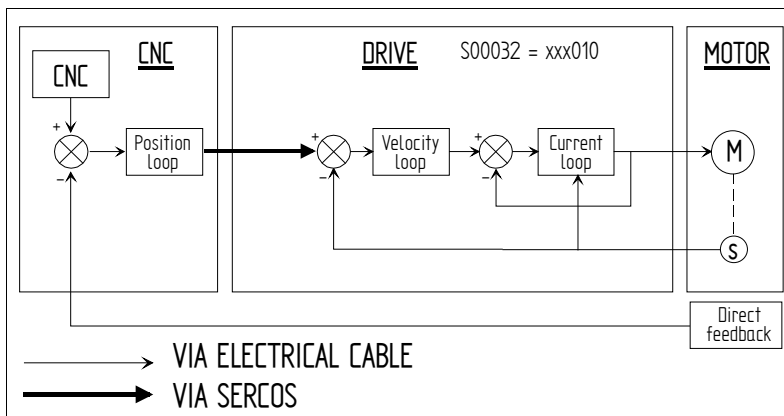 CNC
DRIVE
S00032 = xxx010
MOTOR
CNC
+
Position
loop
−
+
Velocity
loop
−
+
Current
loop
−
M
S
Direct
feedback
VIA ELECTRICAL CABLE
VIA SERCOS